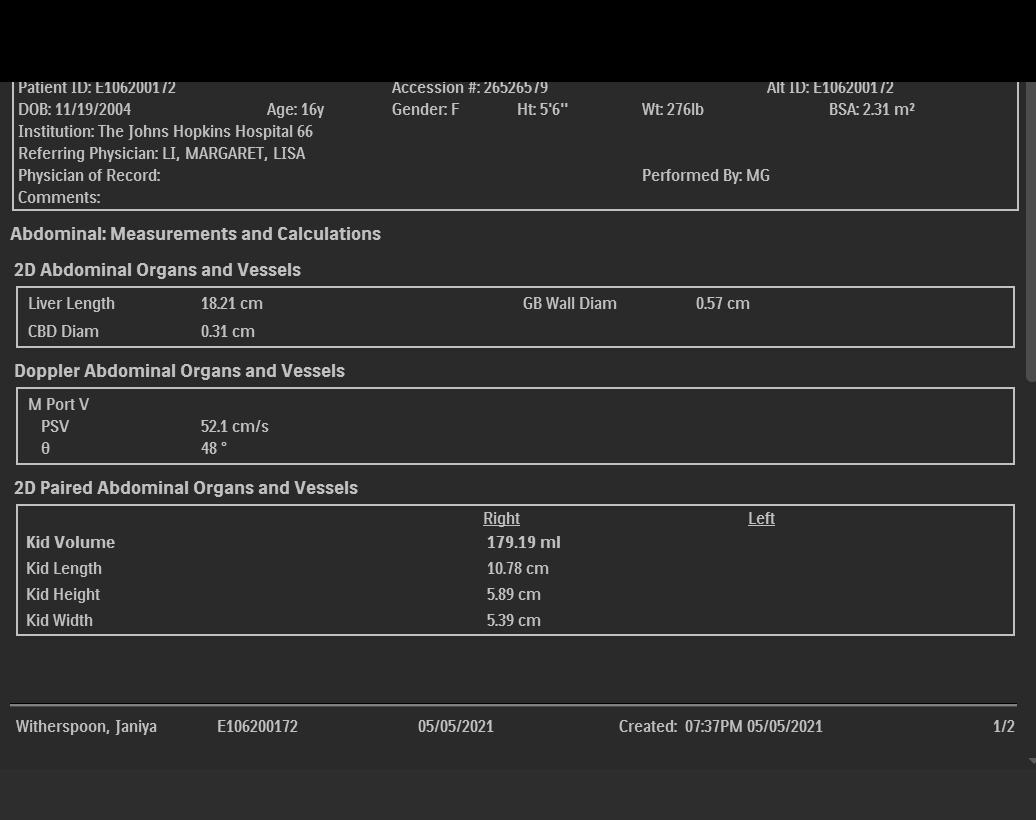 Patient ID: E106200172 Accession #: 26526579 Alt ID: E106200172
DOB: 11/19/2004 Age: 16y Gender: F Ht: 5'6'' Wt: 276lb BSA: 2.31 m²
Institution: The Johns Hopkins Hospital 66
Referring Physician: LI, MARGARET, LISA
Physician of Record: Performed By: MG
Comments:
Abdominal: Measurements and Calculations
2D Abdominal Organs and Vessels
Liver Length 18.21 cm GB Wall Diam 0.57 cm
CBD Diam 0.31 cm
Doppler Abdominal Organs and Vessels
M Port V
PSV 52.1 cm/s
θ 48 °
2D Paired Abdominal Organs and Vessels
Right Left
Kid Volume 179.19 ml
Kid Length 10.78 cm
Kid Height 5.89 cm
Kid Width 5.39 cm
Witherspoon, Janiya E106200172 05/05/2021 Created: 07:37PM 05/05/2021 1/2